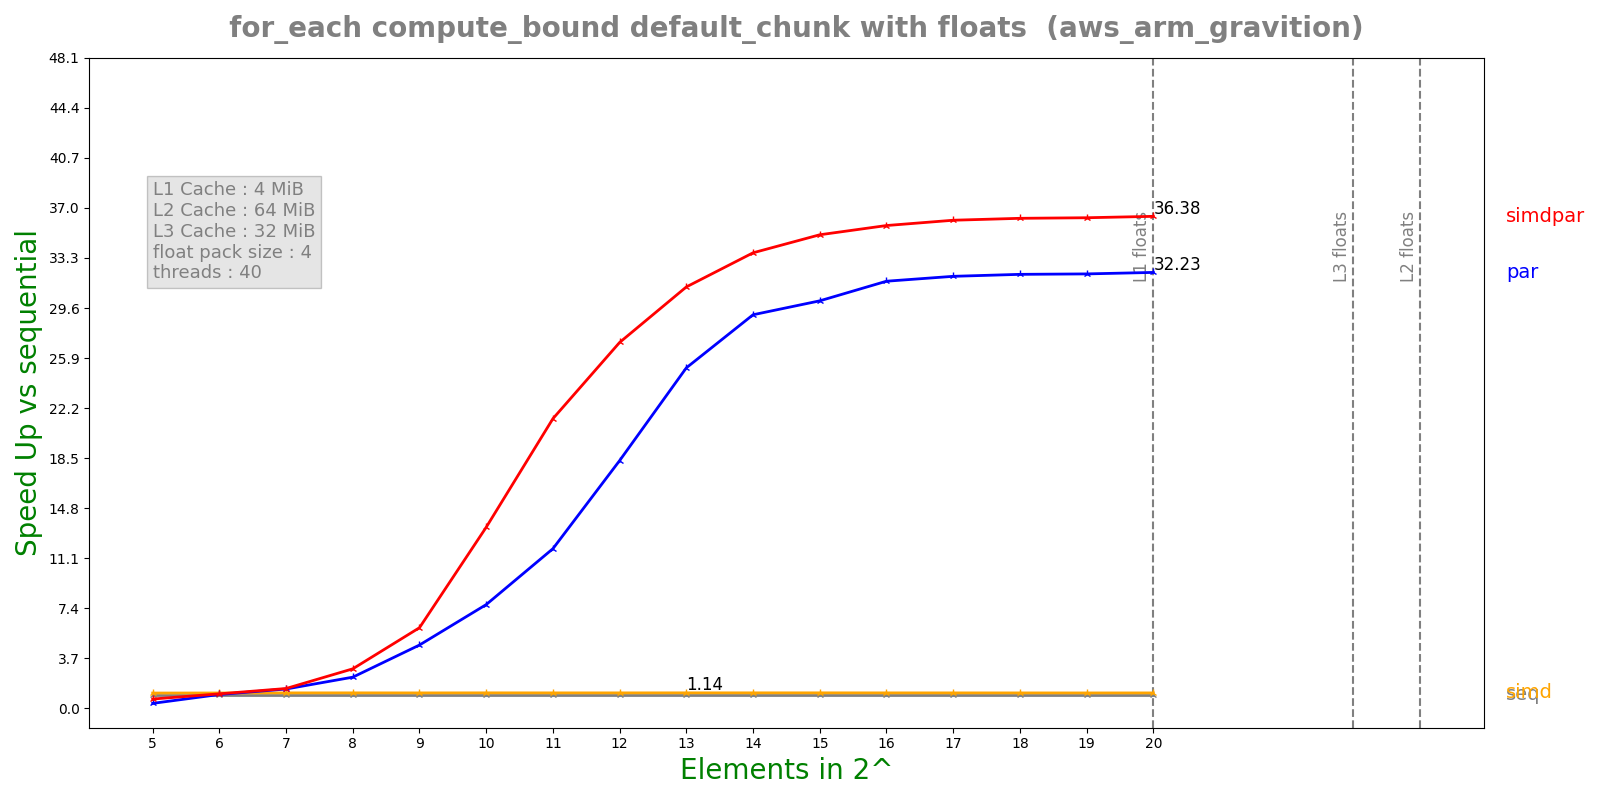 for_each compute_bound default_chunk with floats  (aws_arm_gravition)
Speed Up vs sequential
48.1
44.4
40.7
37.0
33.3
29.6
25.9
22.2
18.5
14.8
11.1
7.4
3.7
0.0
L1 Cache : 4 MiB
L2 Cache : 64 MiB
L3 Cache : 32 MiB
float pack size : 4
threads : 40
36.38
32.23
1.14
L1 floats
L3 floats
L2 floats
simdpar
par
simd
seq
5 6 7 8 9 10 11 12 13 14 15 16 17 18 19 20
Elements in 2^